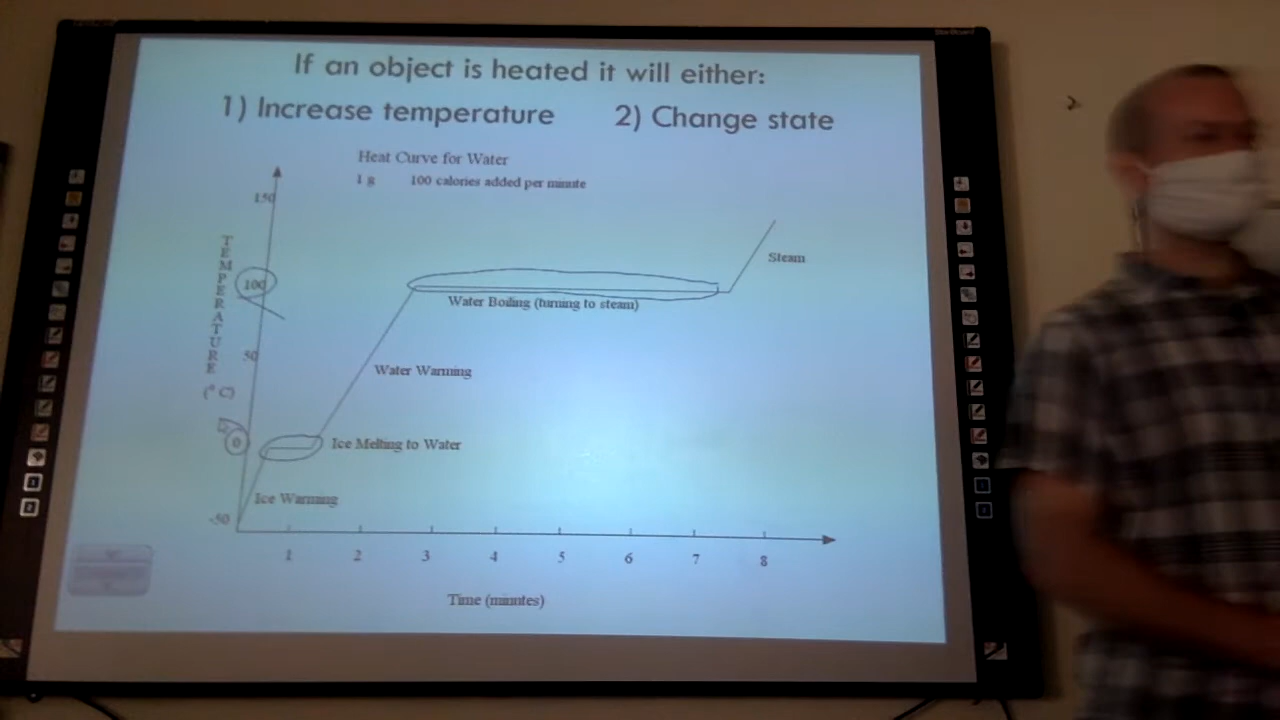 If an object is heated it will either:
1) Increase temperature 2) Change state
Heat Curve for Water
1 g 100 calories added per minute
150
TEMPERATURE
100
Steam
Water Boiling (turning to steam)
50
Water Warming
(° C)
0
Ice Melting to Water
Ice Warming
-50
1 2 3 4 5 6 7 8
Time (minutes)